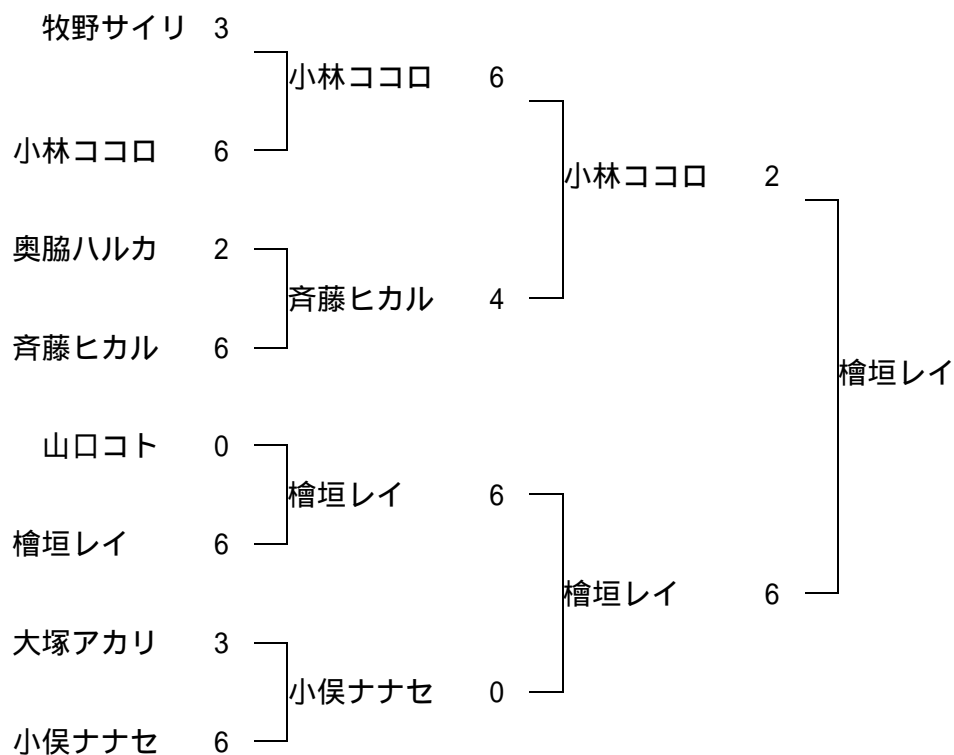 牧野サイリ 3
小林ココロ 6
小林ココロ 6
小林ココロ 2
奥脇ハルカ 2
斉藤ヒカル 4
斉藤ヒカル 6
檜垣レイ
山口コト 0
檜垣レイ 6
檜垣レイ 6
檜垣レイ 6
大塚アカリ 3
小俣ナナセ 0
小俣ナナセ 6